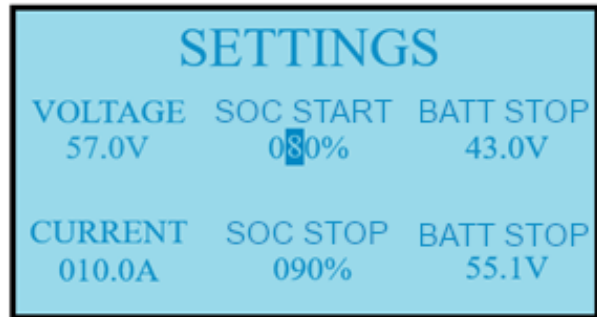 SETTINGS
VOLTAGE SOC START BATT STOP
57.0V 080% 43.0V
CURRENT SOC STOP BATT STOP
010.0A 090% 55.1V